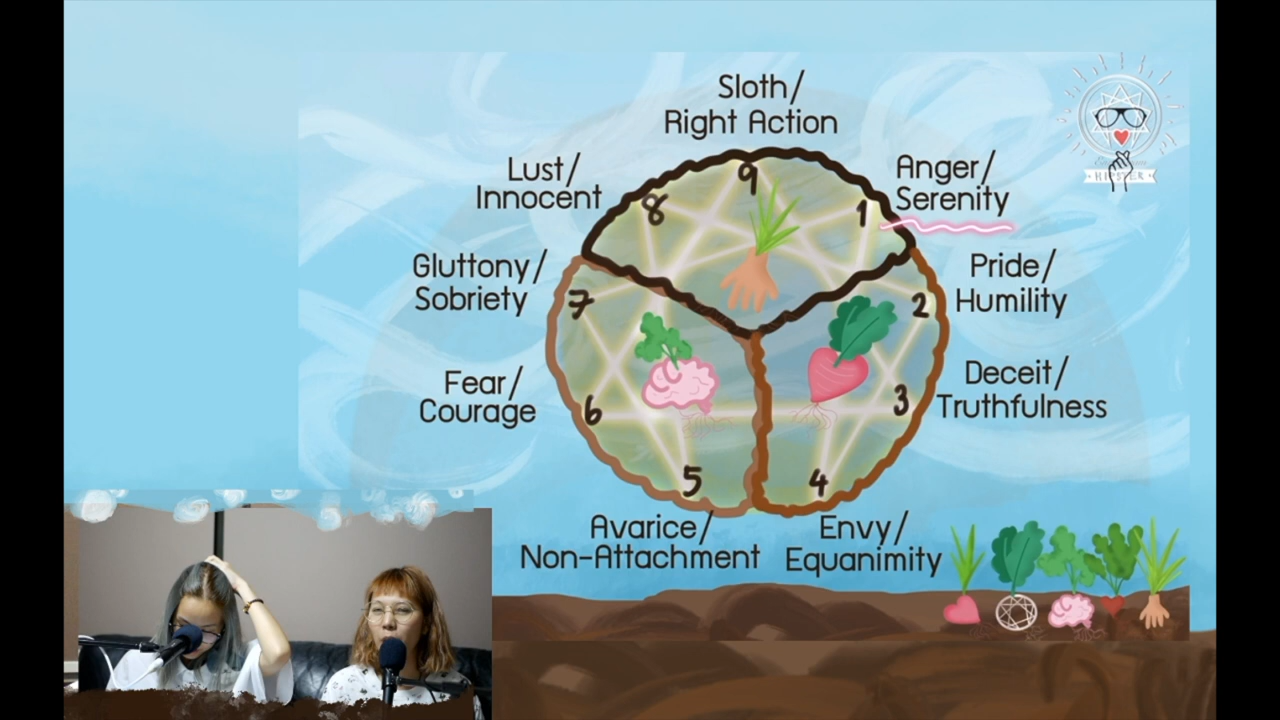 Sloth/
Right Action
Lust/
Innocent
Anger/
Serenity
Gluttony/
Sobriety
Pride/
Humility
Fear/
Courage
Deceit/
Truthfulness
Avarice/
Non-Attachment
Envy/
Equanimity
9
8
1
7
2
6
3
5
4
HIPSTER